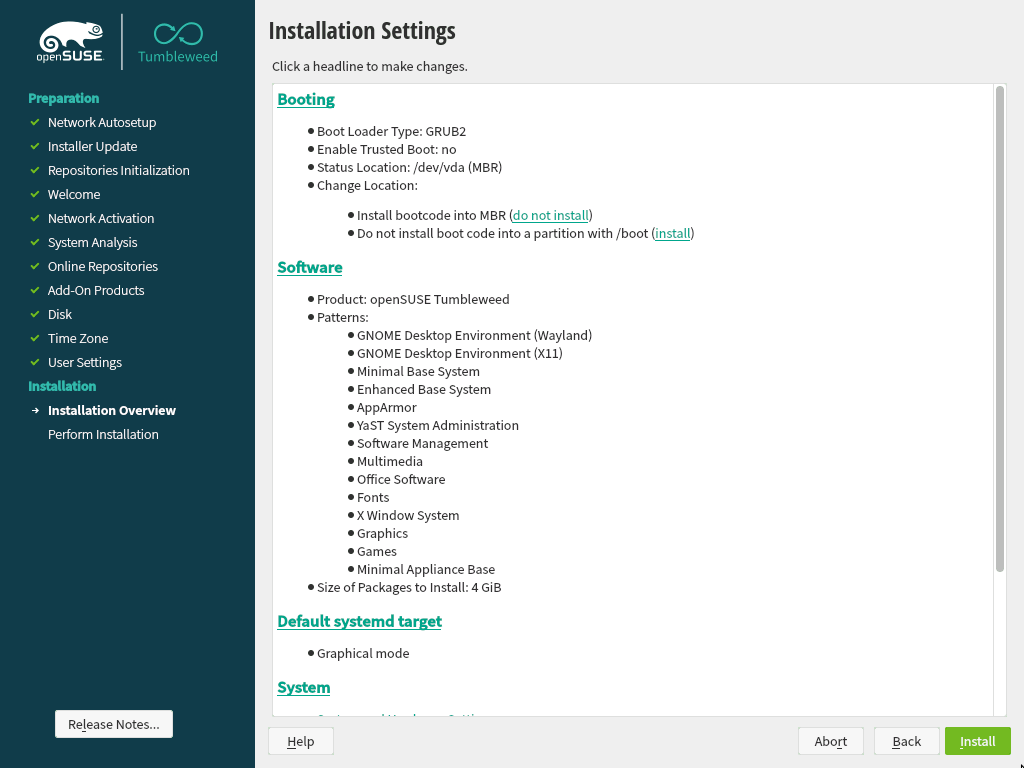 openSUSE
Tumbleweed
Preparation
Network Autosetup
Installer Update
Repositories Initialization
Welcome
Network Activation
System Analysis
Online Repositories
Add-On Products
Disk
Time Zone
User Settings
Installation
Installation Overview
Perform Installation
Release Notes...
Installation Settings
Click a headline to make changes.
Booting
Boot Loader Type: GRUB2
Enable Trusted Boot: no
Status Location: /dev/vda (MBR)
Change Location:
Install bootcode into MBR (do not install)
Do not install boot code into a partition with /boot (install)
Software
Product: openSUSE Tumbleweed
Patterns:
GNOME Desktop Environment (Wayland)
GNOME Desktop Environment (X11)
Minimal Base System
Enhanced Base System
AppArmor
YaST System Administration
Software Management
Multimedia
Office Software
Fonts
X Window System
Graphics
Games
Minimal Appliance Base
Size of Packages to Install: 4 GiB
Default systemd target
Graphical mode
System
Help
Abort
Back
Install